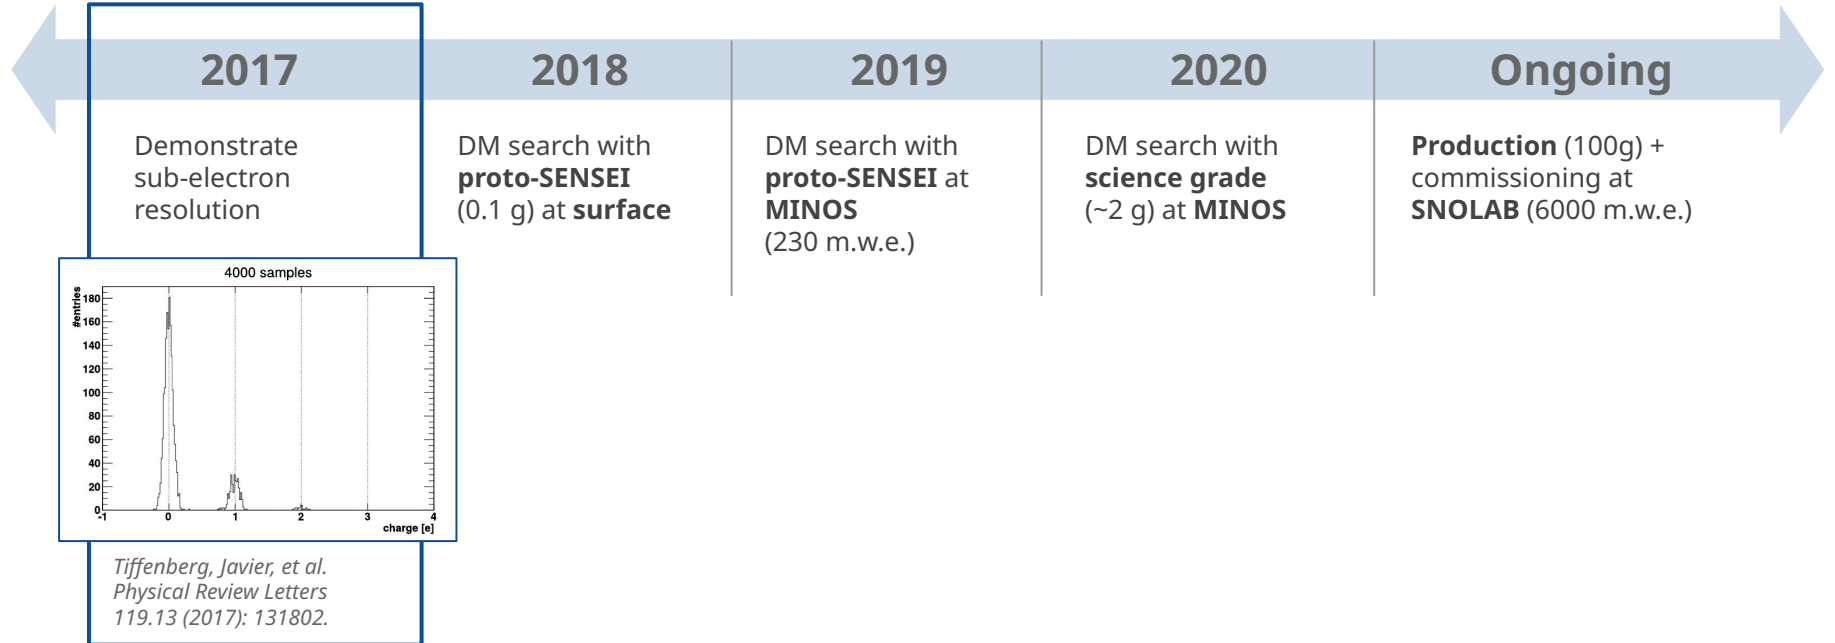 2017
2018
2019
2020
Ongoing
Demonstrate
sub-electron
resolution
DM search with
proto-SENSEI
(0.1 g) at surface
DM search with
proto-SENSEI at
MINOS
(230 m.w.e.)
DM search with
science grade
(~2 g) at MINOS
Production (100g) +
commissioning at
SNOLAB (6000 m.w.e.)
4000 samples
#entries
180
160
140
120
100
80
60
40
20
0
-1 0 1 2 3 4
charge [e]
Tiffenberg, Javier, et al.
Physical Review Letters
119.13 (2017): 131802.